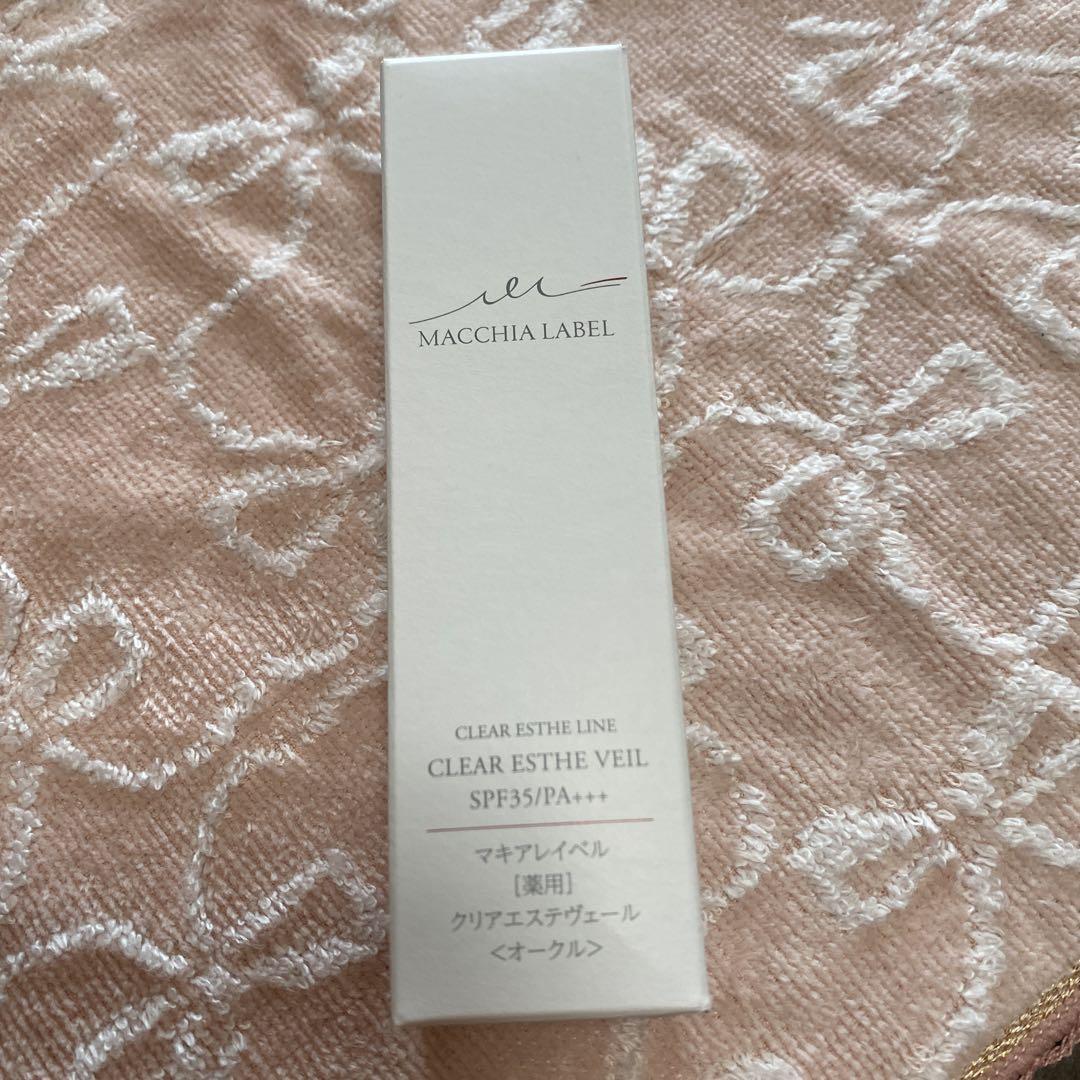 MACCHIA LABEL
CLEAR ESTHE LINE
CLEAR ESTHE VEIL
SPF35/PA+++
マキアレイベル
[薬用]
クリアエステヴェール
<オークル>